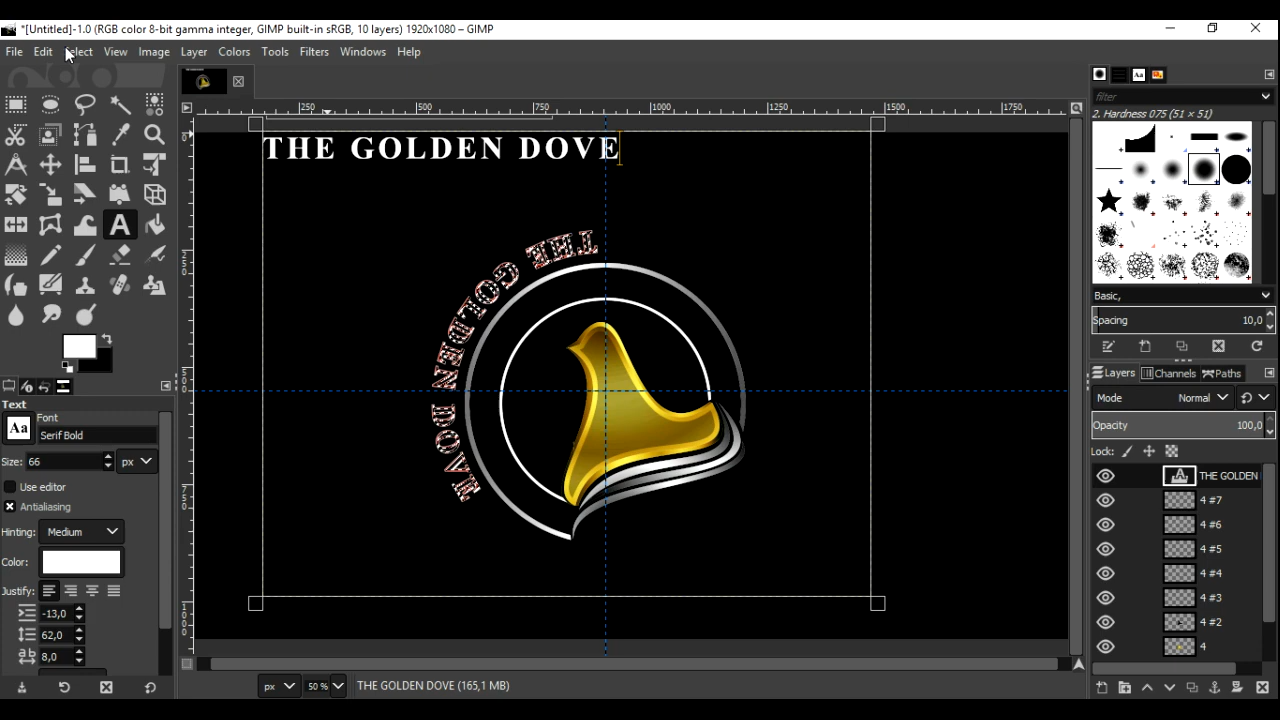 *[Untitled]-1.0 (RGB color 8-bit gamma integer, GIMP built-in sRGB, 10 layers) 1920x1080 – GIMP
File Edit Select View Image Layer Colors Tools Filters Windows Help
250 500 750 1000 1250 1500 1750
THE GOLDEN DOVE
THE GOLDEN DOVE
filter
2. Hardness 075 (51 × 51)
Basic,
Spacing 10,0
Layers Channels Paths
Mode Normal
Opacity 100,0
Lock:
THE GOLDEN
4 #7
4 #6
4 #5
4 #4
4 #3
4 #2
4
Text
Aa
Font
Serif Bold
Size: 66 px
Use editor
Antialiasing
Hinting: Medium
Color:
Justify:
-13,0
62,0
8,0
px 50 % THE GOLDEN DOVE (165,1 MB)